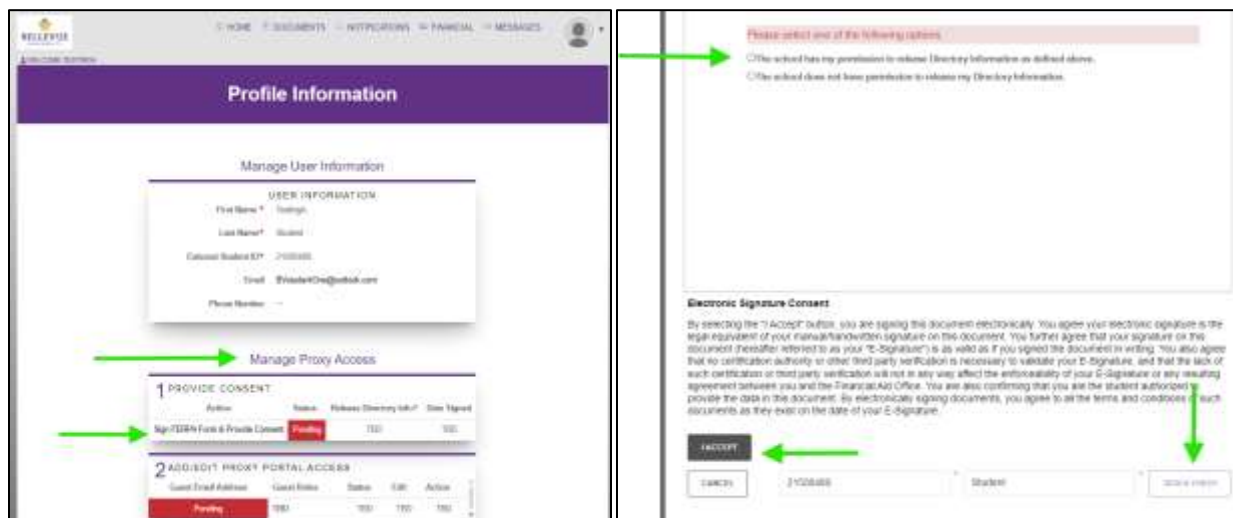 BELLEVUE
HOME DOCUMENTS NOTIFICATIONS FINANCIAL MESSAGES
Profile Information
Manage User Information
USER INFORMATION
First Name *
Last Name* Student
Student ID*
Email
Phone Number --
Manage Proxy Access
1 PROVIDE CONSENT
Action Status Release Directory Info? Date Signed
Sign FERPA Form & Provide Consent Pending TBD TBD
2 ADD/EDIT PROXY PORTAL ACCESS
Guest Email Address Guest Roles Status Edit Action
Pending TBD TBD TBD TBD
Please select one of the following options.
The school has my permission to release Directory Information as defined above.
The school does not have permission to release my Directory Information.
Electronic Signature Consent
By selecting the "I Accept" button, you are signing this document electronically. You agree your electronic signature is the
legal equivalent of your manual/handwritten signature on this document. You further agree that your signature on this
document (hereafter referred to as your "E-Signature") is as valid as if you signed the document in writing. You also agree
that no certification authority or other third party verification is necessary to validate your E-Signature, and that the lack of
such certification or third party verification will not in any way affect the enforceability of your E-Signature or any resulting
agreement between you and the Financial Aid Office. You are also confirming that you are the student authorized
provide the data in this document. By electronically signing documents, you agree to all the terms and conditions of such
documents as they exist on the date of your E-Signature.
I ACCEPT
CANCEL * Student *